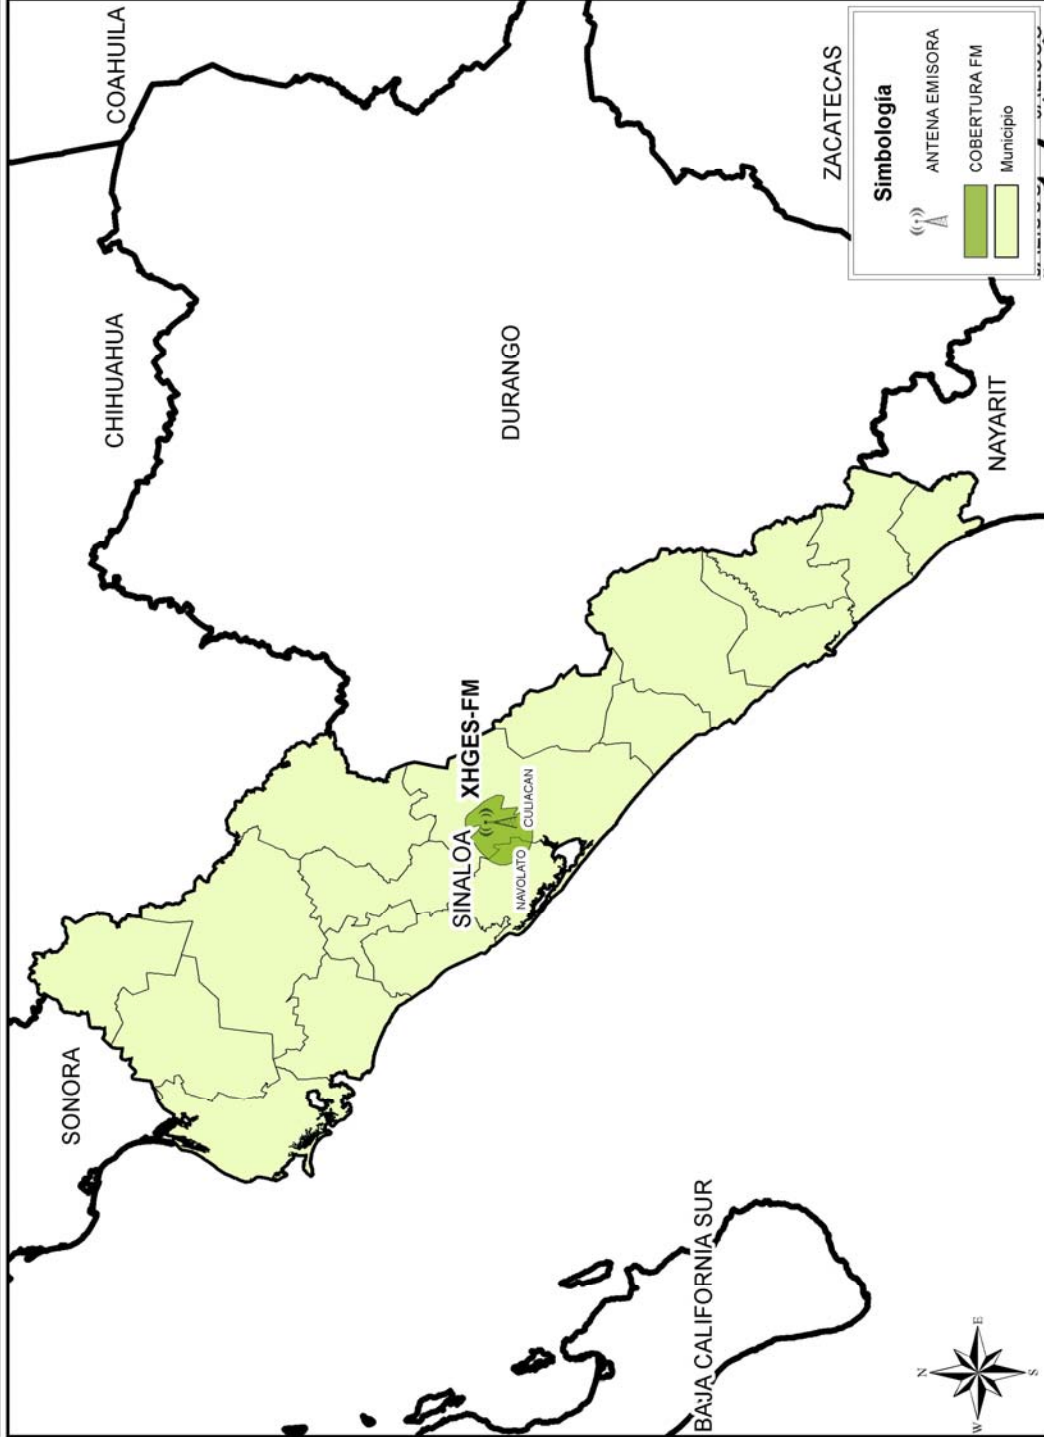 SONORA
CHIHUAHUA
COAHUILA
SINALOA
XHGES-FM
DURANGO
NAVOLATO
CULIACAN
BAJA CALIFORNIA SUR
ZACATECAS
NAYARIT
Simbología
ANTENA EMISORA
COBERTURA FM
Municipio
N
W
E
S